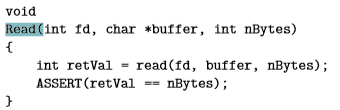 void
Read(int fd, char *buffer, int nBytes)
{
    int retVal = read(fd, buffer, nBytes);
    ASSERT(retVal == nBytes);
}